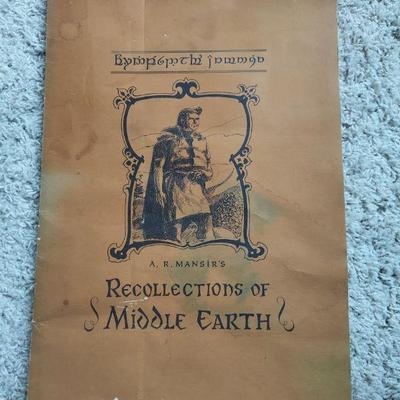 A. R. MANSIR'S
RECOLLECTIONS OF
MIDDLE EARTH